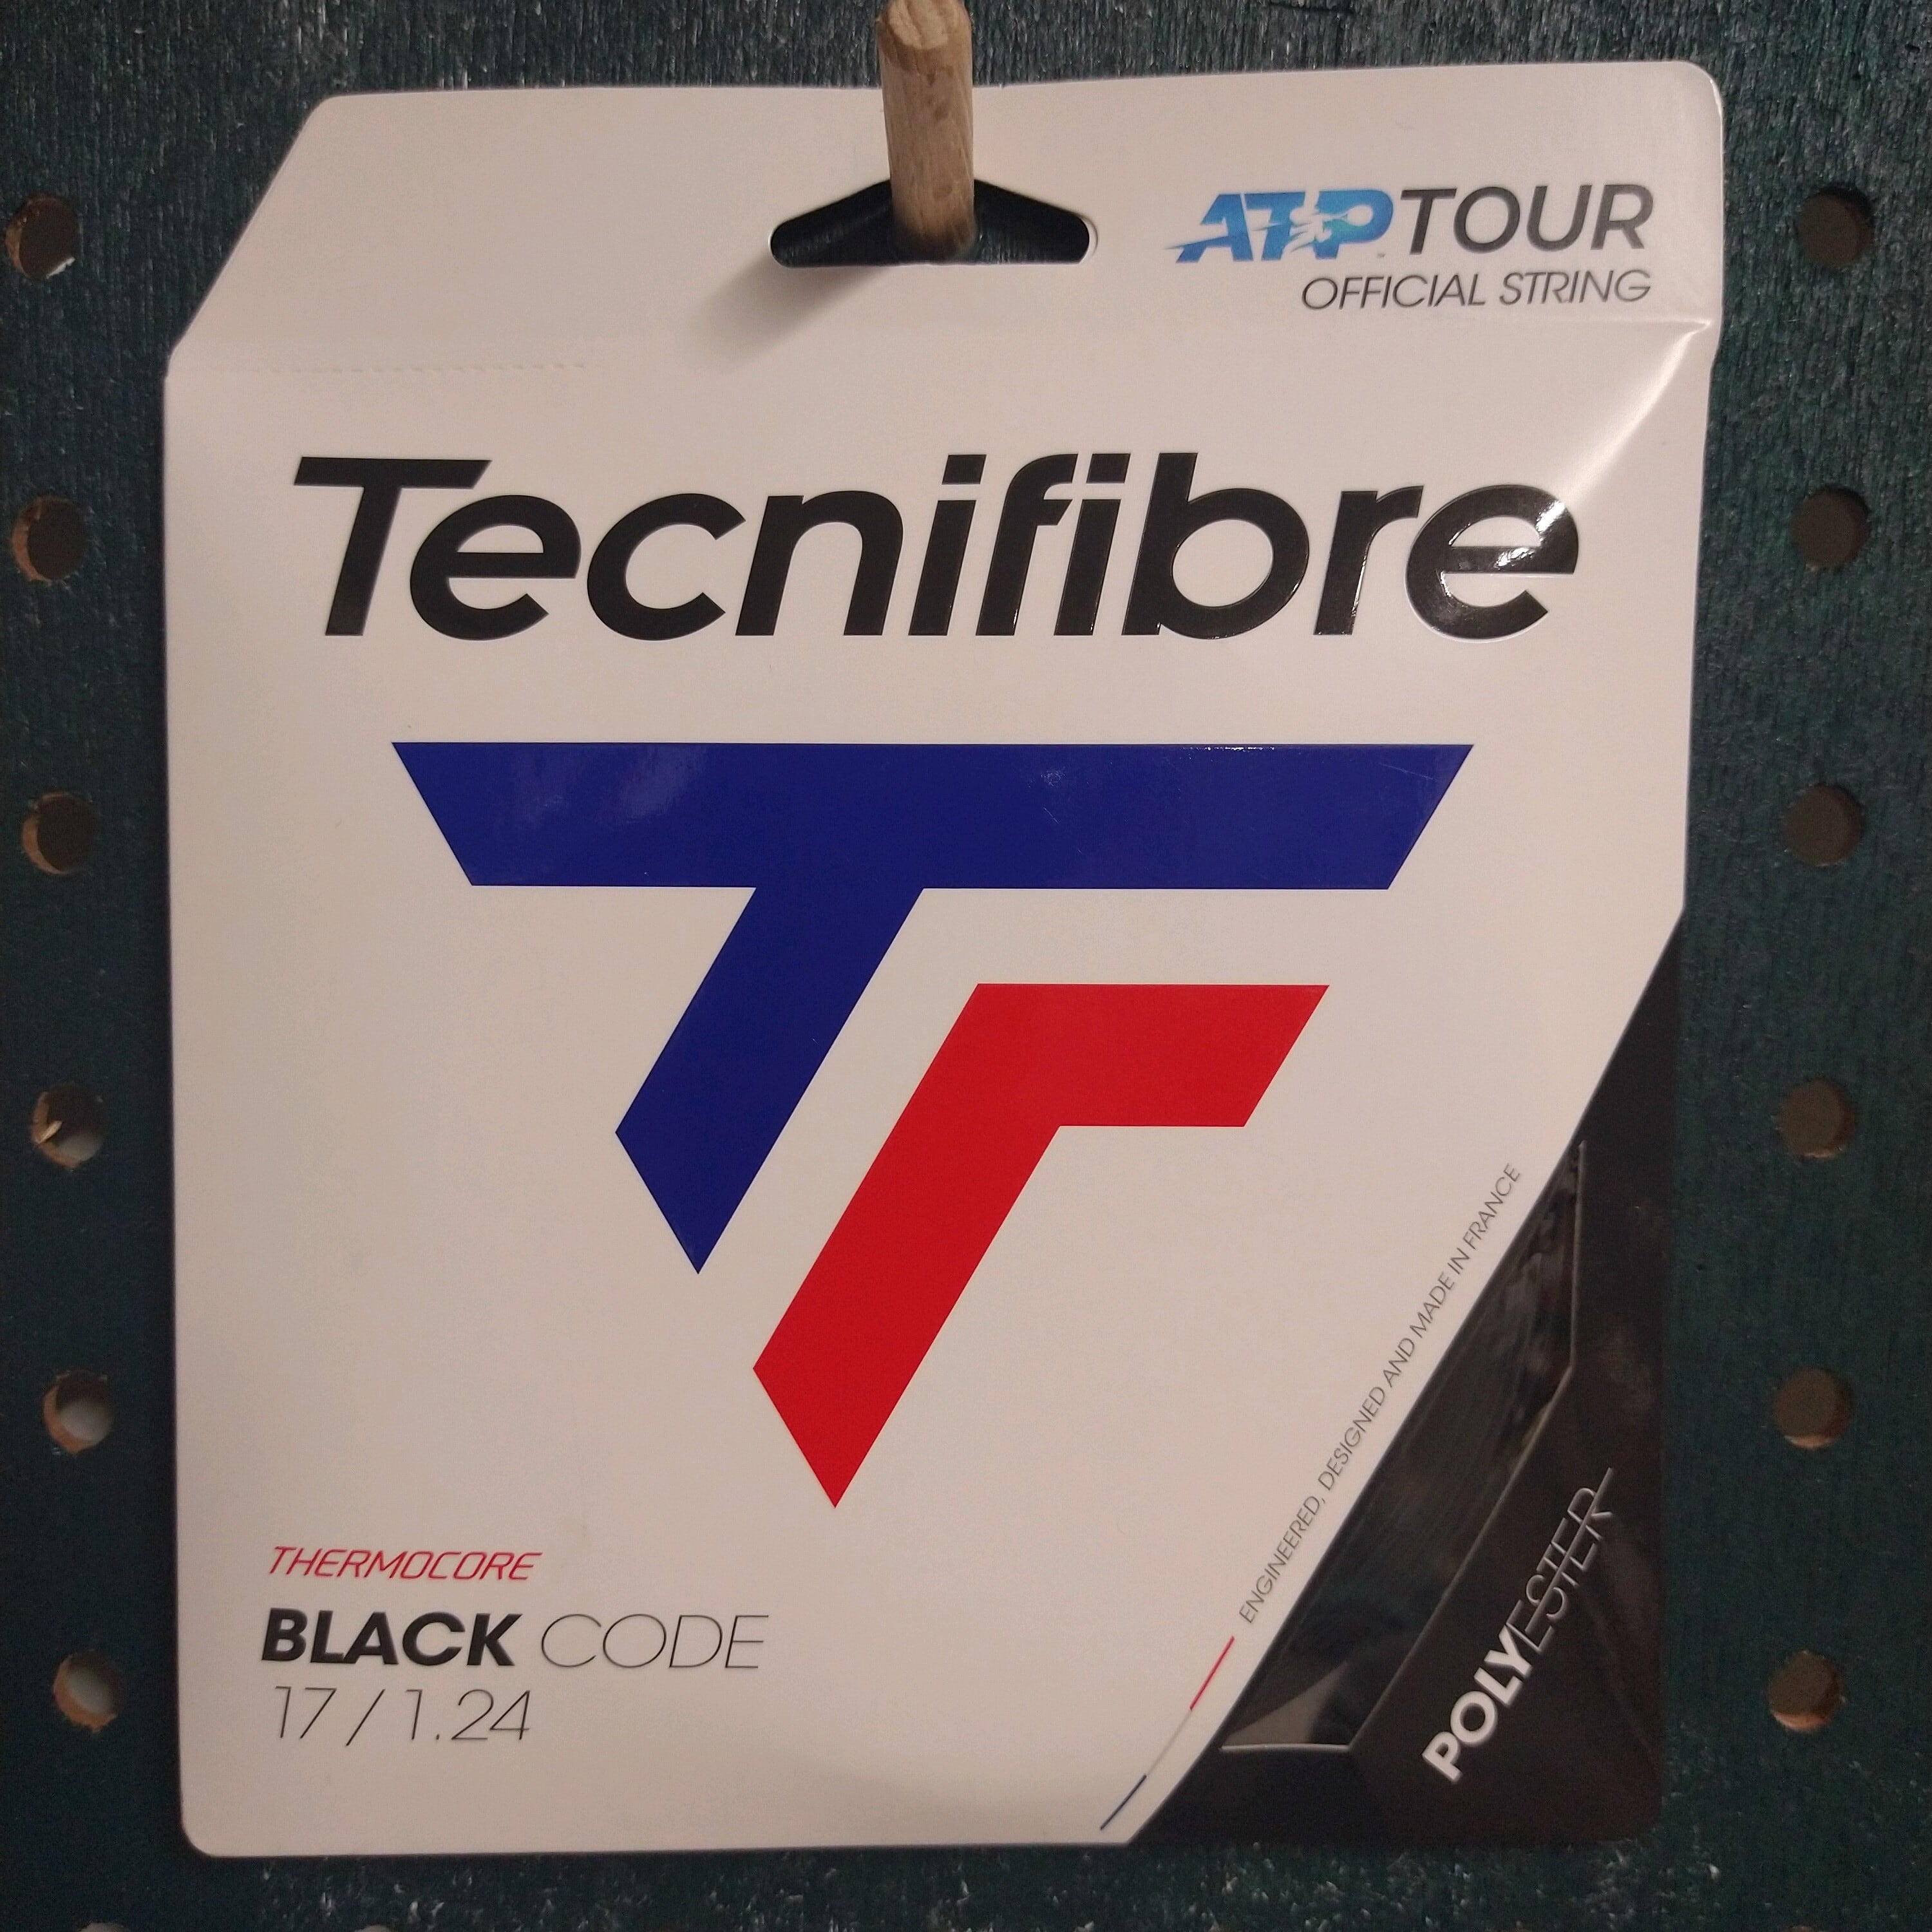 ATP TOUR
OFFICIAL STRING
Tecnifibre
ENGINEERED, DESIGNED AND MADE IN FRANCE
POLYESTER
THERMOCORE
BLACK CODE
17 / 1.24